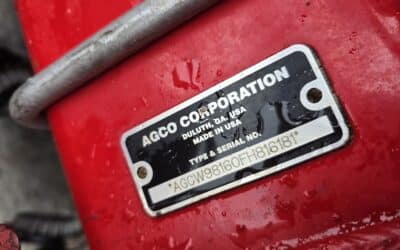 AGCO CORPORATION
DULUTH, GA. USA
MADE IN USA
TYPE & SERIAL NO.
*AGCW98160FHB16181*